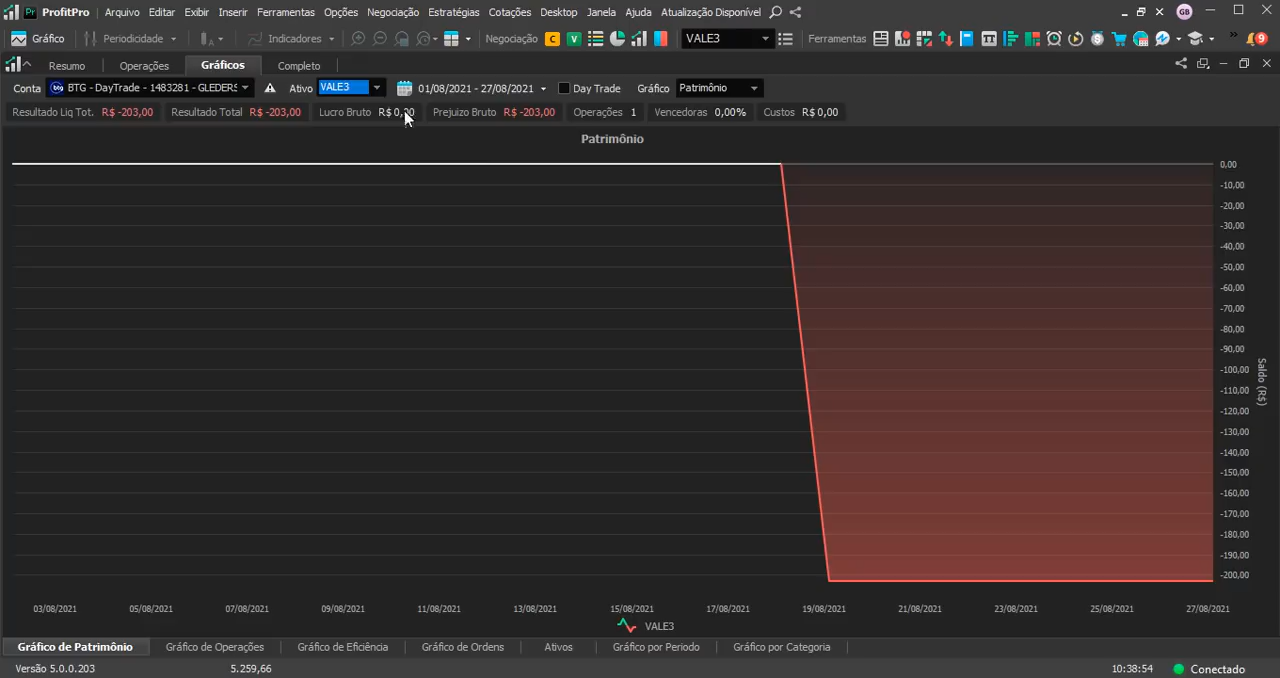 Pr ProfitPro Arquivo Editar Exibir Inserir Ferramentas Opções Negociação Estratégias Cotações Desktop Janela Ajuda Atualização Disponível GB
Gráfico Periodicidade Indicadores Negociação C V VALE3 Ferramentas TT 9
Resumo Operações Gráficos Completo
Conta btg BTG - DayTrade - 1483281 - GLEDERS Ativo VALE3 01/08/2021 - 27/08/2021 Day Trade Gráfico Patrimônio
Resultado Liq Tot. R$ -203,00 Resultado Total R$ -203,00 Lucro Bruto R$ 0,00 Prejuizo Bruto R$ -203,00 Operações 1 Vencedoras 0,00% Custos R$ 0,00
Patrimônio
0,00
-10,00
-20,00
-30,00
-40,00
-50,00
-60,00
-70,00
-80,00
-90,00
-100,00
-110,00
-120,00
-130,00
-140,00
-150,00
-160,00
-170,00
-180,00
-190,00
-200,00
Saldo (R$)
03/08/2021 05/08/2021 07/08/2021 09/08/2021 11/08/2021 13/08/2021 15/08/2021 17/08/2021 19/08/2021 21/08/2021 23/08/2021 25/08/2021 27/08/2021
VALE3
Gráfico de Patrimônio Gráfico de Operações Gráfico de Eficiência Gráfico de Ordens Ativos Gráfico por Periodo Gráfico por Categoria
Versão 5.0.0.203 5.259,66 10:38:54 Conectado